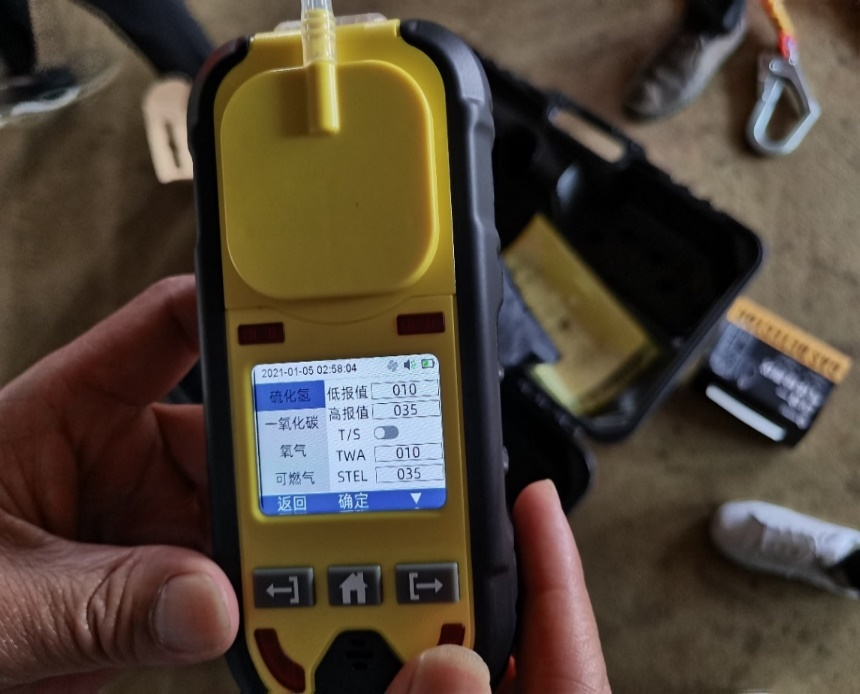 2021-01-05 02:58:04
硫化氢 低报值 010
一氧化碳 高报值 035
氧气 T/S
TWA 010
可燃气 STEL 035
返回 确定